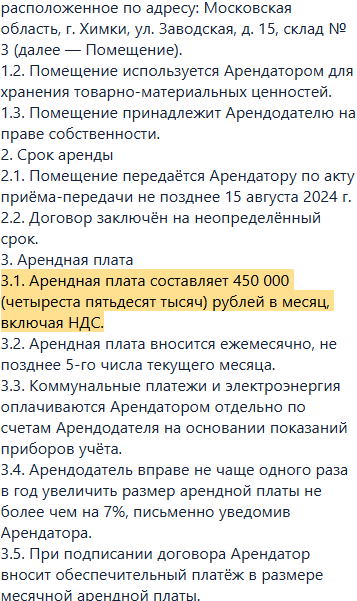 расположенное по адресу: Московская
область, г. Химки, ул. Заводская, д. 15, склад №
3 (далее — Помещение).
1.2. Помещение используется Арендатором для
хранения товарно-материальных ценностей.
1.3. Помещение принадлежит Арендодателю на
праве собственности.
2. Срок аренды
2.1. Помещение передаётся Арендатору по акту
приёма-передачи не позднее 15 августа 2024 г.
2.2. Договор заключён на неопределённый
срок.
3. Арендная плата
3.1. Арендная плата составляет 450 000
(четыреста пятьдесят тысяч) рублей в месяц,
включая НДС.
3.2. Арендная плата вносится ежемесячно, не
позднее 5-го числа текущего месяца.
3.3. Коммунальные платежи и электроэнергия
оплачиваются Арендатором отдельно по
счетам Арендодателя на основании показаний
приборов учёта.
3.4. Арендодатель вправе не чаще одного раза
в год увеличить размер арендной платы не
более чем на 7%, письменно уведомив
Арендатора.
3.5. При подписании договора Арендатор
вносит обеспечительный платёж в размере
месячной арендной платы.